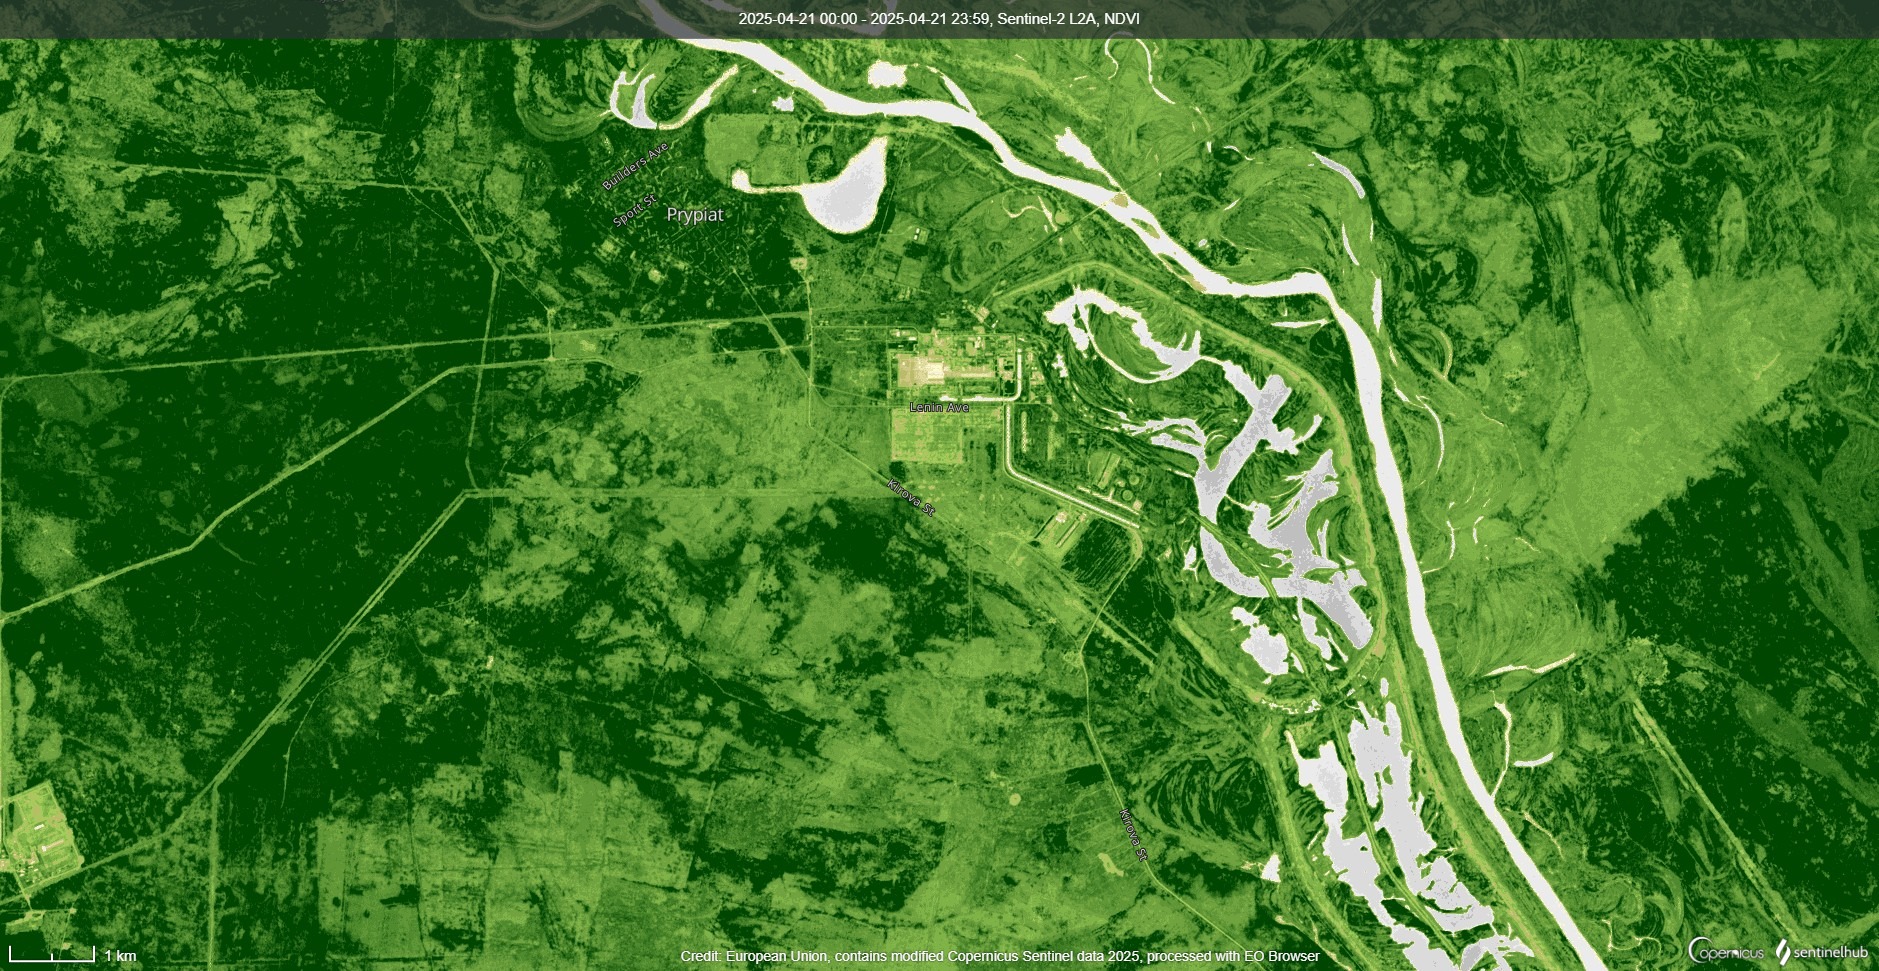 2025-04-21 00:00 - 2025-04-21 23:59, Sentinel-2 L2A, NDVI
Builders Ave
Sport St
Prypiat
Lenin Ave
Kirova St
Kirova St
1 km
Credit: European Union, contains modified Copernicus Sentinel data 2025, processed with EO Browser
Copernicus
sentinelhub